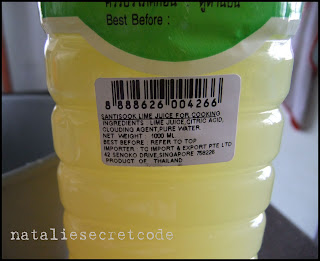 Best Before :
8 888626 004266
SANTISOOK LIME JUICE FOR COOKING
INGREDIENTS : LIME JUICE, CITRIC ACID,
CLOUDING AGENT, PURE WATER
NET WEIGHT : 1000 ML
BEST BEFORE : REFER TO TOP
IMPORTER : TG IMPORT & EXPORT PTE LTD
42 SENOKO DRIVE, SINGAPORE 758226
PRODUCT OF : THAILAND
nataliesecretcode